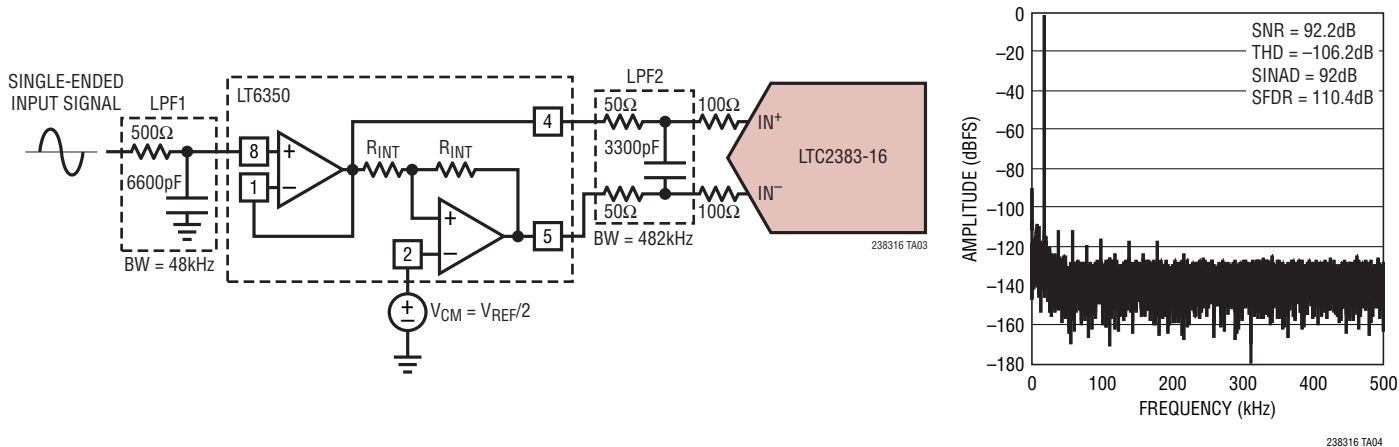 SINGLE-ENDED
INPUT SIGNAL
LPF1
500Ω
6600pF
BW = 48kHz
LT6350
8
1
+
−
R_INT
R_INT
+
−
2
4
5
+
−
V_CM = V_REF/2
LPF2
50Ω
100Ω
3300pF
50Ω
100Ω
BW = 482kHz
IN⁺
IN⁻
LTC2383-16
238316 TA03
SNR = 92.2dB
THD = −106.2dB
SINAD = 92dB
SFDR = 110.4dB
AMPLITUDE (dBFS)
0
−20
−40
−60
−80
−100
−120
−140
−160
−180
0 100 200 300 400 500
FREQUENCY (kHz)
238316 TA04